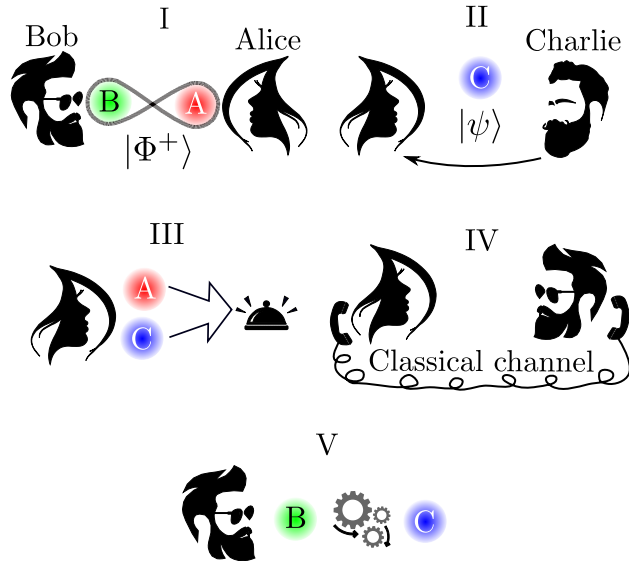 I
Bob
Alice
B
A
|Φ⁺⟩
II
Charlie
C
|ψ⟩
III
A
C
IV
Classical channel
V
B
C